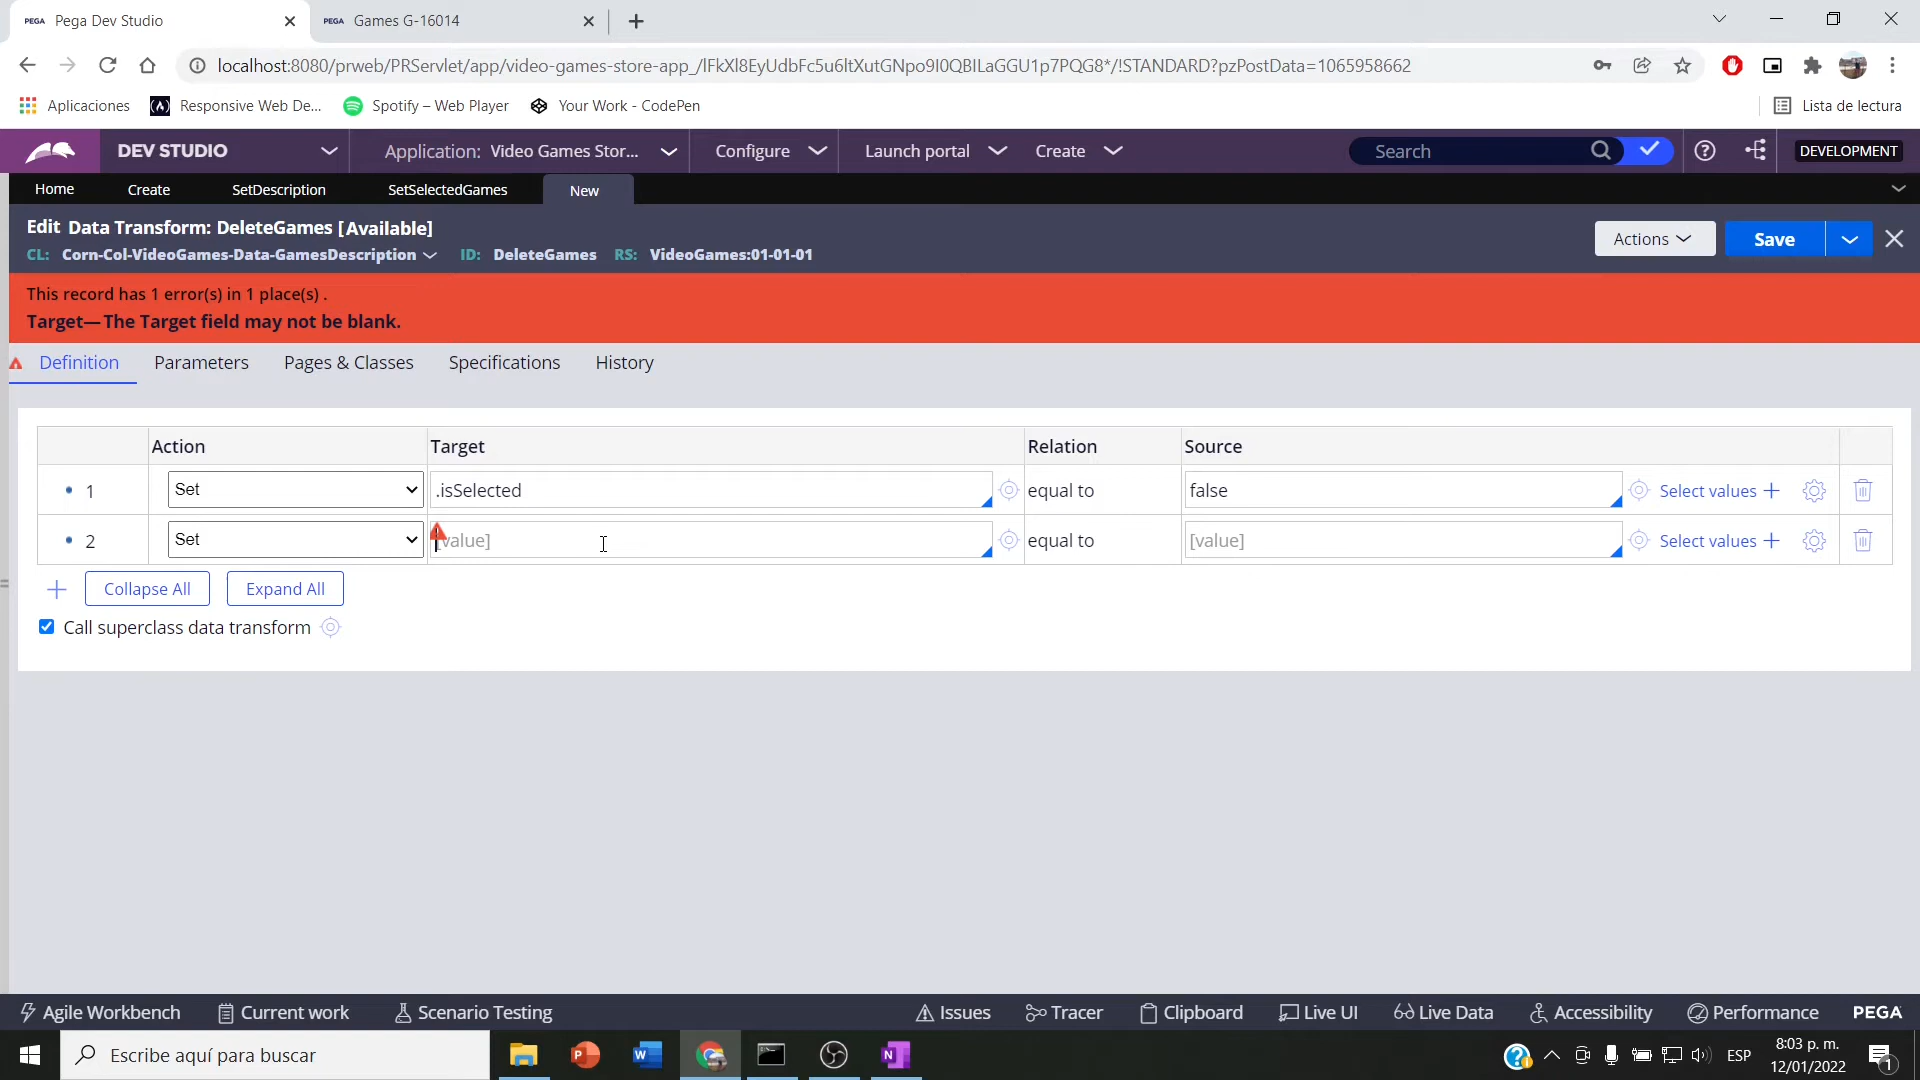 PEGA Pega Dev Studio
PEGA Games G-16014
localhost:8080/prweb/PRServlet/app/video-games-store-app_/lFkXl8EyUdbFc5u6ltXutGNpo9I0QBILaGGU1p7PQG8*/!STANDARD?pzPostData=1065958662
Aplicaciones
(A) Responsive Web De...
Spotify – Web Player
Your Work - CodePen
Lista de lectura
DEV STUDIO
Application: Video Games Stor...
Configure
Launch portal
Create
Search
DEVELOPMENT
Home
Create
SetDescription
SetSelectedGames
New
Edit Data Transform: DeleteGames [Available]
CL: Corn-Col-VideoGames-Data-GamesDescription ID: DeleteGames RS: VideoGames:01-01-01
Actions
Save
This record has 1 error(s) in 1 place(s) .
Target—The Target field may not be blank.
Definition
Parameters
Pages & Classes
Specifications
History
Action Target Relation Source
1 Set .isSelected equal to false Select values
2 Set [value] equal to [value] Select values
Collapse All
Expand All
Call superclass data transform
Agile Workbench
Current work
Scenario Testing
Issues
Tracer
Clipboard
Live UI
Live Data
Accessibility
Performance
PEGA
Escribe aquí para buscar
ESP
8:03 p. m.
12/01/2022
1